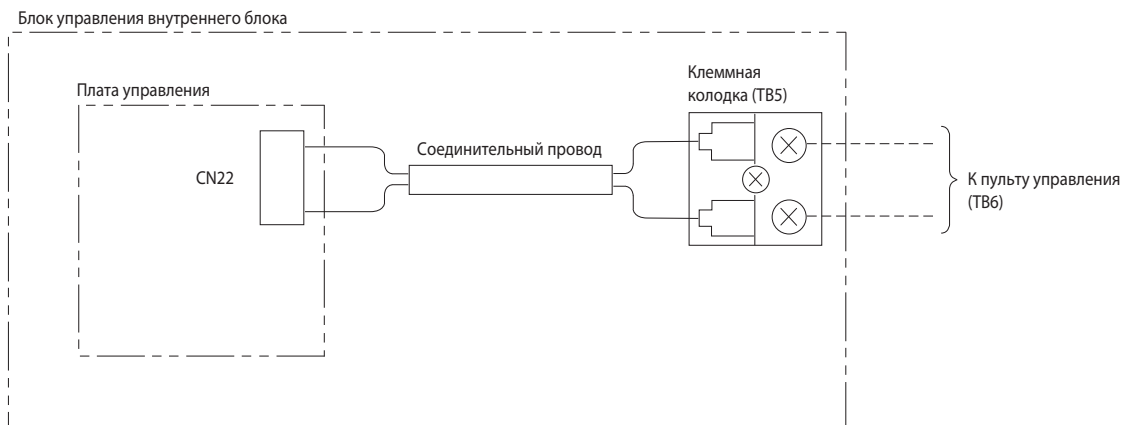 Блок управления внутреннего блока
Плата управления
CN22
Соединительный провод
Клеммная
колодка (TB5)
К пульту управления
(TB6)